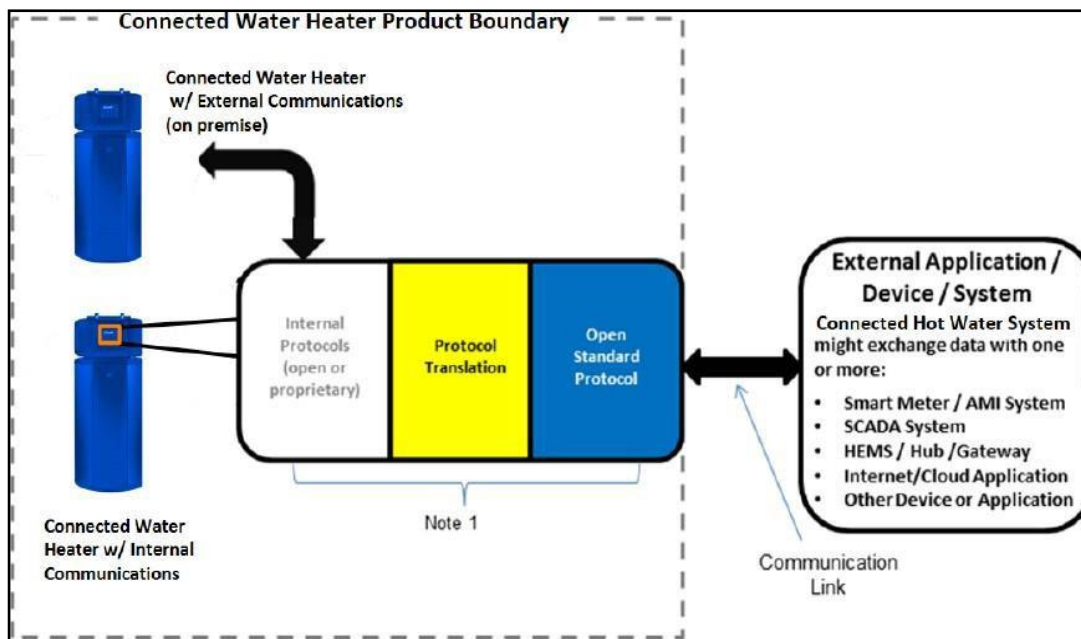 Connected Water Heater Product Boundary
Connected Water Heater
w/ External Communications
(on premise)
Internal
Protocols
(open or
proprietary)
Protocol
Translation
Open
Standard
Protocol
External Application /
Device / System
Connected Hot Water System
might exchange data with one
or more:
• Smart Meter / AMI System
• SCADA System
• HEMS / Hub /Gateway
• Internet/Cloud Application
• Other Device or Application
Note 1
Connected Water
Heater w/ Internal
Communications
Communication
Link